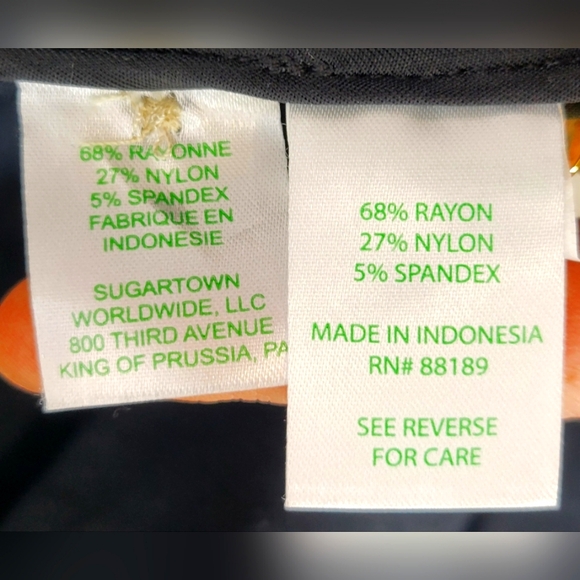 68% RAYONNE
27% NYLON
5% SPANDEX
FABRIQUE EN
INDONESIE
SUGARTOWN
WORLDWIDE, LLC
800 THIRD AVENUE
KING OF PRUSSIA, PA
68% RAYON
27% NYLON
5% SPANDEX
MADE IN INDONESIA
RN# 88189
SEE REVERSE
FOR CARE